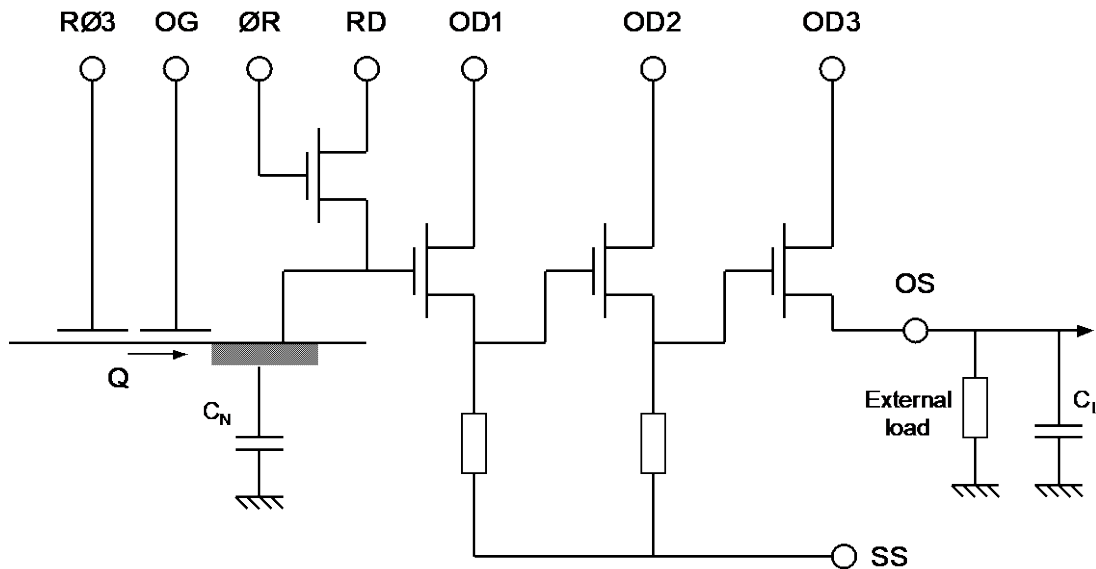 RØ3 OG ØR RD OD1 OD2 OD3
OS
Q
C_N
External
load
C_L
SS